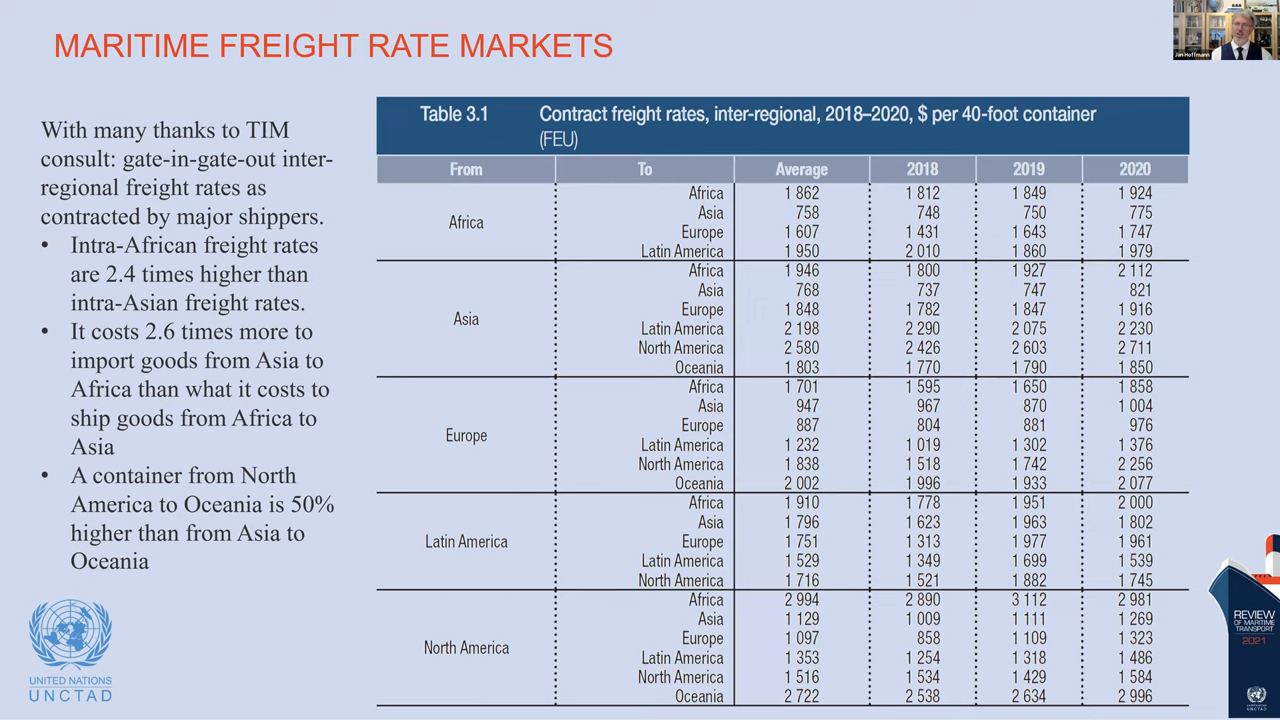 MARITIME FREIGHT RATE MARKETS
Jan Hoffmann
With many thanks to TIM
consult: gate-in-gate-out inter-
regional freight rates as
contracted by major shippers.
• Intra-African freight rates
are 2.4 times higher than
intra-Asian freight rates.
• It costs 2.6 times more to
import goods from Asia to
Africa than what it costs to
ship goods from Africa to
Asia
• A container from North
America to Oceania is 50%
higher than from Asia to
Oceania
UNITED NATIONS
UNCTAD
Table 3.1 Contract freight rates, inter-regional, 2018–2020, $ per 40-foot container
(FEU)
From To Average 2018 2019 2020
Africa
Africa 1 862 1 812 1 849 1 924
Asia 758 748 750 775
Europe 1 607 1 431 1 643 1 747
Latin America 1 950 2 010 1 860 1 979
Asia
Africa 1 946 1 800 1 927 2 112
Asia 768 737 747 821
Europe 1 848 1 782 1 847 1 916
Latin America 2 198 2 290 2 075 2 230
North America 2 580 2 426 2 603 2 711
Oceania 1 803 1 770 1 790 1 850
Europe
Africa 1 701 1 595 1 650 1 858
Asia 947 967 870 1 004
Europe 887 804 881 976
Latin America 1 232 1 019 1 302 1 376
North America 1 838 1 518 1 742 2 256
Oceania 2 002 1 996 1 933 2 077
Latin America
Africa 1 910 1 778 1 951 2 000
Asia 1 796 1 623 1 963 1 802
Europe 1 751 1 313 1 977 1 961
Latin America 1 529 1 349 1 699 1 539
North America 1 716 1 521 1 882 1 745
North America
Africa 2 994 2 890 3 112 2 981
Asia 1 129 1 009 1 111 1 269
Europe 1 097 858 1 109 1 323
Latin America 1 353 1 254 1 318 1 486
North America 1 516 1 534 1 429 1 584
Oceania 2 722 2 538 2 634 2 996
REVIEW
OF MARITIME
TRANSPORT
2021
UNCTAD